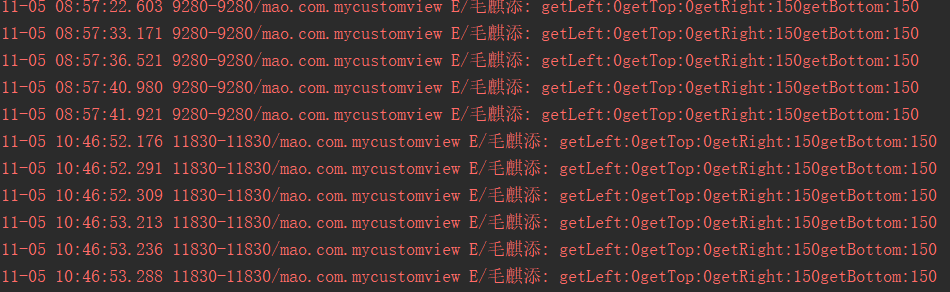 11-05 08:57:22.603 9280-9280/mao.com.mycustomview E/毛麒添: getLeft:0getTop:0getRight:150getBottom:150
11-05 08:57:33.171 9280-9280/mao.com.mycustomview E/毛麒添: getLeft:0getTop:0getRight:150getBottom:150
11-05 08:57:36.521 9280-9280/mao.com.mycustomview E/毛麒添: getLeft:0getTop:0getRight:150getBottom:150
11-05 08:57:40.980 9280-9280/mao.com.mycustomview E/毛麒添: getLeft:0getTop:0getRight:150getBottom:150
11-05 08:57:41.921 9280-9280/mao.com.mycustomview E/毛麒添: getLeft:0getTop:0getRight:150getBottom:150
11-05 10:46:52.176 11830-11830/mao.com.mycustomview E/毛麒添: getLeft:0getTop:0getRight:150getBottom:150
11-05 10:46:52.291 11830-11830/mao.com.mycustomview E/毛麒添: getLeft:0getTop:0getRight:150getBottom:150
11-05 10:46:52.309 11830-11830/mao.com.mycustomview E/毛麒添: getLeft:0getTop:0getRight:150getBottom:150
11-05 10:46:53.213 11830-11830/mao.com.mycustomview E/毛麒添: getLeft:0getTop:0getRight:150getBottom:150
11-05 10:46:53.236 11830-11830/mao.com.mycustomview E/毛麒添: getLeft:0getTop:0getRight:150getBottom:150
11-05 10:46:53.288 11830-11830/mao.com.mycustomview E/毛麒添: getLeft:0getTop:0getRight:150getBottom:150